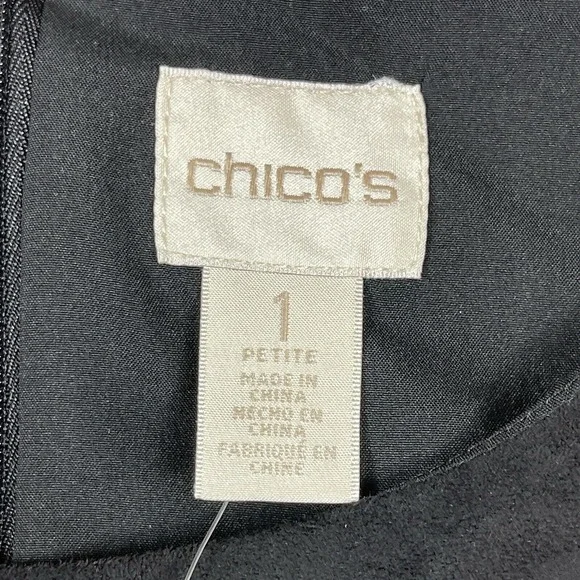 chico's
1
PETITE
MADE IN
CHINA
HECHO EN
CHINA
FABRIQUÉ EN
CHINE